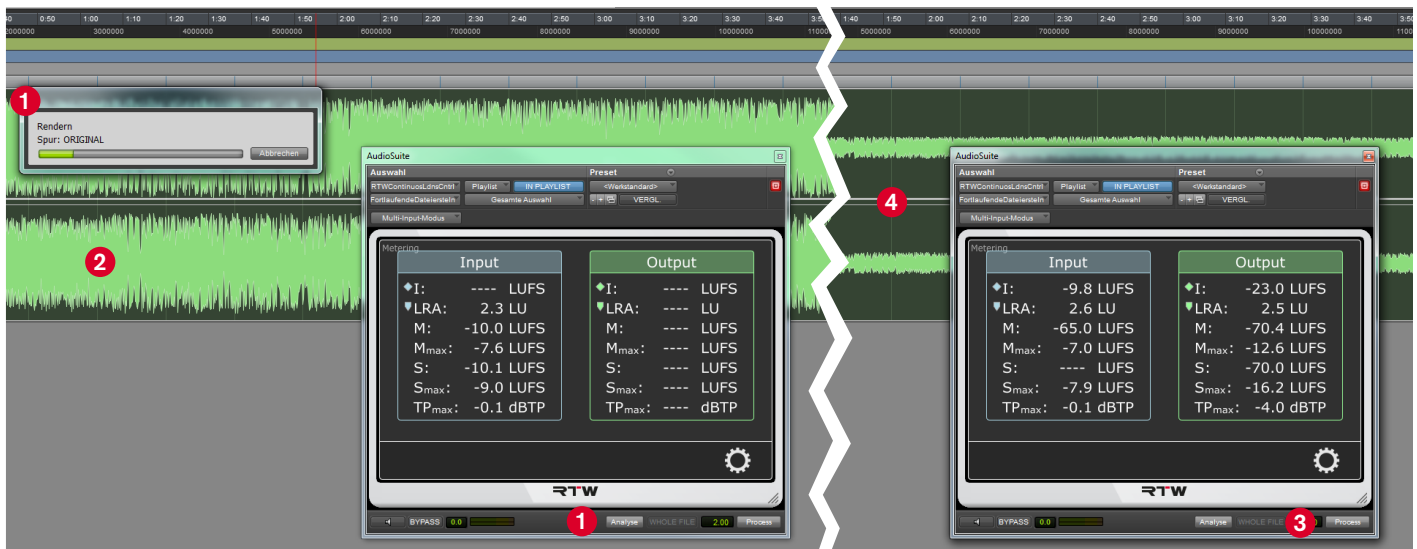 0:50 1:00 1:10 1:20 1:30 1:40 1:50 2:00 2:10 2:20 2:30 2:40 2:50 3:00 3:10 3:20 3:30 3:40
3000000 4000000 5000000 6000000 7000000 8000000 9000000 10000000
1
Rendern
Spur: ORIGINAL
Abbrechen
2
AudioSuite
Auswahl Preset
RTWContinuosLdnsCntrl Playlist IN PLAYLIST <Werkstandard>
FortlaufendeDateierstelln Gesamte Auswahl - + VERGL.
Multi-Input-Modus
Metering
Input Output
I: ---- LUFS I: ---- LUFS
LRA: 2.3 LU LRA: ---- LU
M: -10.0 LUFS M: ---- LUFS
Mmax: -7.6 LUFS Mmax: ---- LUFS
S: -10.1 LUFS S: ---- LUFS
Smax: -9.0 LUFS Smax: ---- LUFS
TPmax: -0.1 dBTP TPmax: ---- dBTP
RTW
BYPASS 0.0 1 Analyse WHOLE FILE 2.00 Process
1:40 1:50 2:00 2:10 2:20 2:30 2:40 2:50 3:00 3:10 3:20 3:30 3:40 3:50
5000000 6000000 7000000 8000000 9000000 10000000
4
AudioSuite
Auswahl Preset
RTWContinuosLdnsCntrl Playlist IN PLAYLIST <Werkstandard>
FortlaufendeDateierstelln Gesamte Auswahl - + VERGL.
Multi-Input-Modus
Metering
Input Output
I: -9.8 LUFS I: -23.0 LUFS
LRA: 2.6 LU LRA: 2.5 LU
M: -65.0 LUFS M: -70.4 LUFS
Mmax: -7.0 LUFS Mmax: -12.6 LUFS
S: ---- LUFS S: -70.0 LUFS
Smax: -7.9 LUFS Smax: -16.2 LUFS
TPmax: -0.1 dBTP TPmax: -4.0 dBTP
RTW
BYPASS 0.0 Analyse WHOLE FILE 3 Process